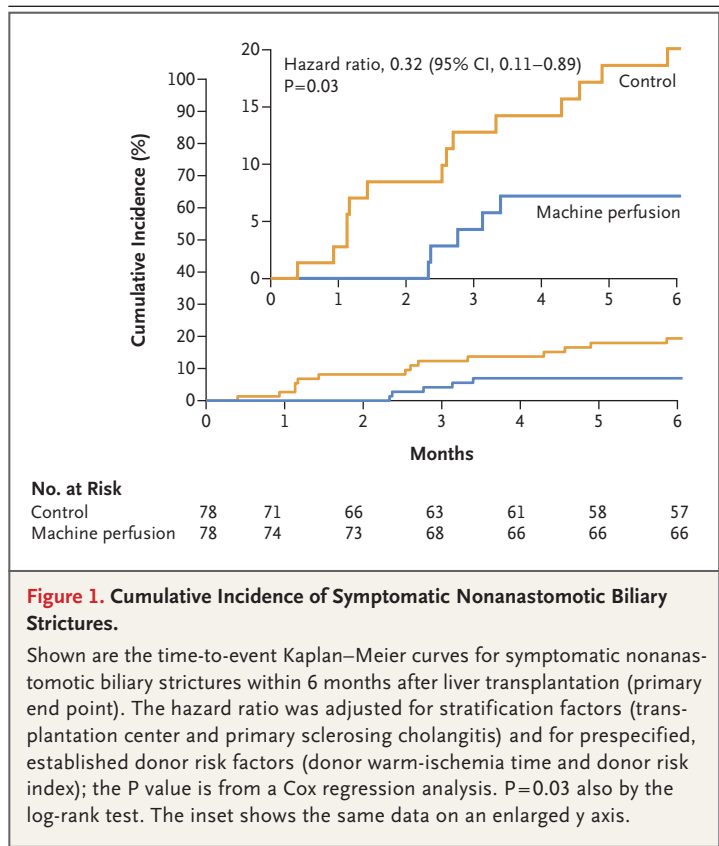 20
Hazard ratio, 0.32 (95% CI, 0.11–0.89)
P=0.03
Control
15
10
Machine perfusion
5
0
0 1 2 3 4 5 6
100
90
80
70
60
50
40
30
20
10
0
Cumulative Incidence (%)
0 1 2 3 4 5 6
Months
No. at Risk
Control 78 71 66 63 61 58 57
Machine perfusion 78 74 73 68 66 66 66
Figure 1. Cumulative Incidence of Symptomatic Nonanastomotic Biliary
Strictures.
Shown are the time-to-event Kaplan–Meier curves for symptomatic nonanas-
tomotic biliary strictures within 6 months after liver transplantation (primary
end point). The hazard ratio was adjusted for stratification factors (trans-
plantation center and primary sclerosing cholangitis) and for prespecified,
established donor risk factors (donor warm-ischemia time and donor risk
index); the P value is from a Cox regression analysis. P=0.03 also by the
log-rank test. The inset shows the same data on an enlarged y axis.